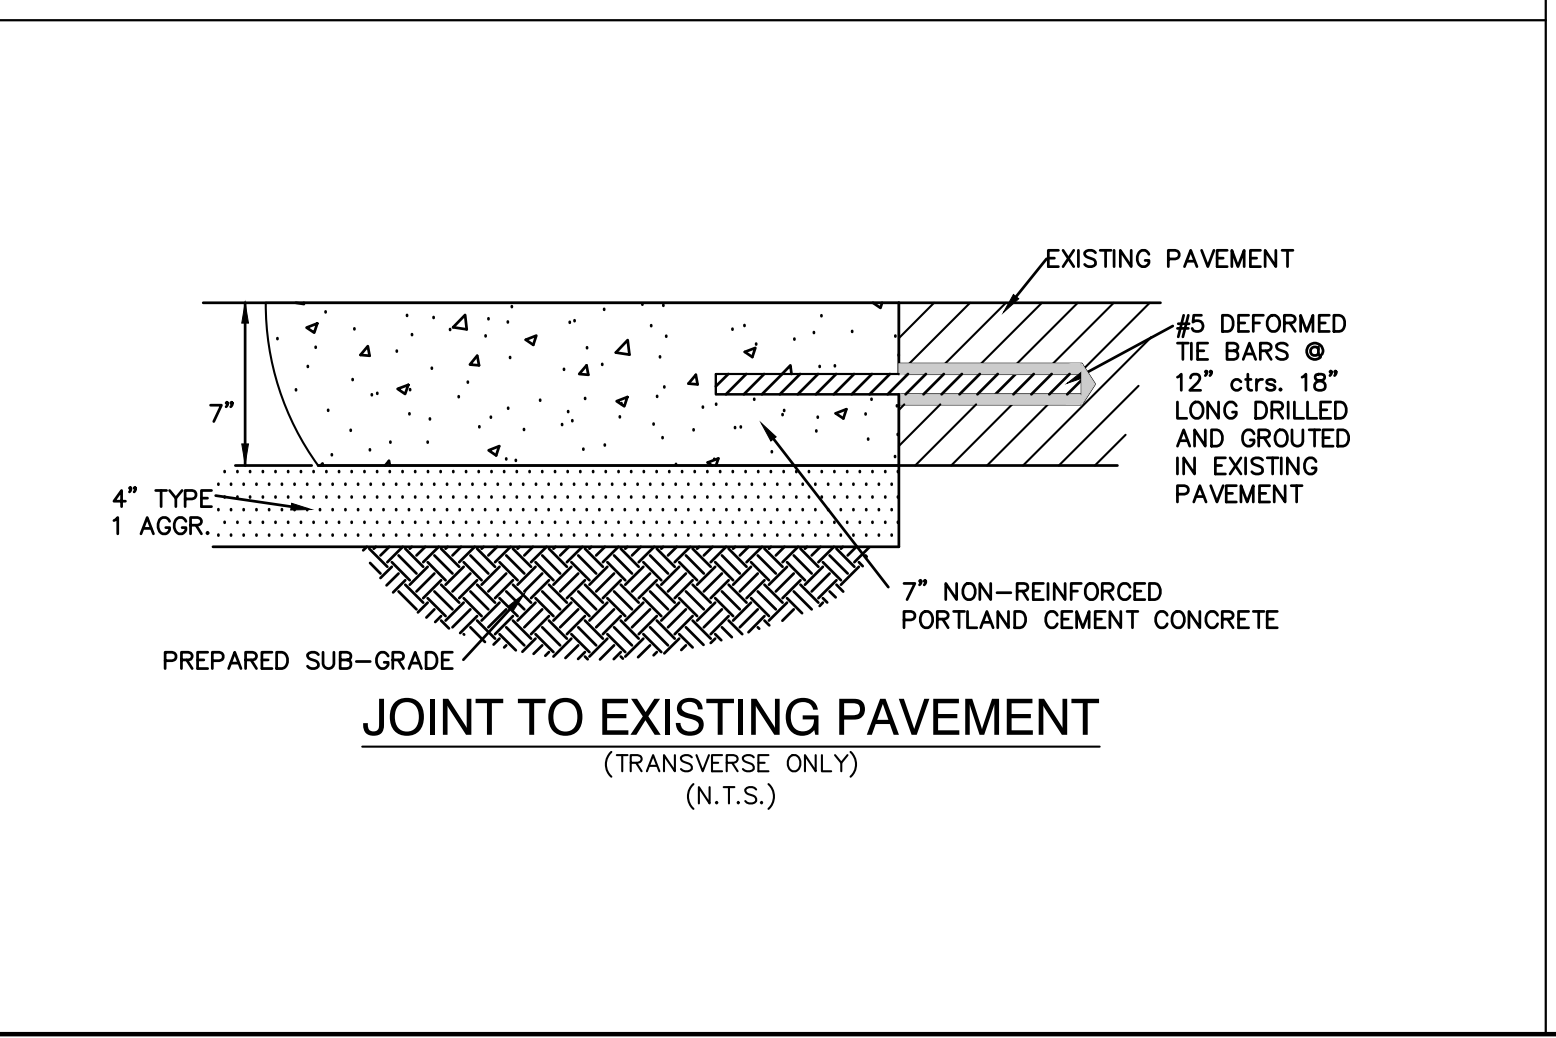 EXISTING PAVEMENT
#5 DEFORMED
TIE BARS @
12" ctrs. 18"
LONG DRILLED
AND GROUTED
IN EXISTING
PAVEMENT
7"
4" TYPE
1 AGGR.
7" NON-REINFORCED
PORTLAND CEMENT CONCRETE
PREPARED SUB-GRADE
JOINT TO EXISTING PAVEMENT
(TRANSVERSE ONLY)
(N.T.S.)